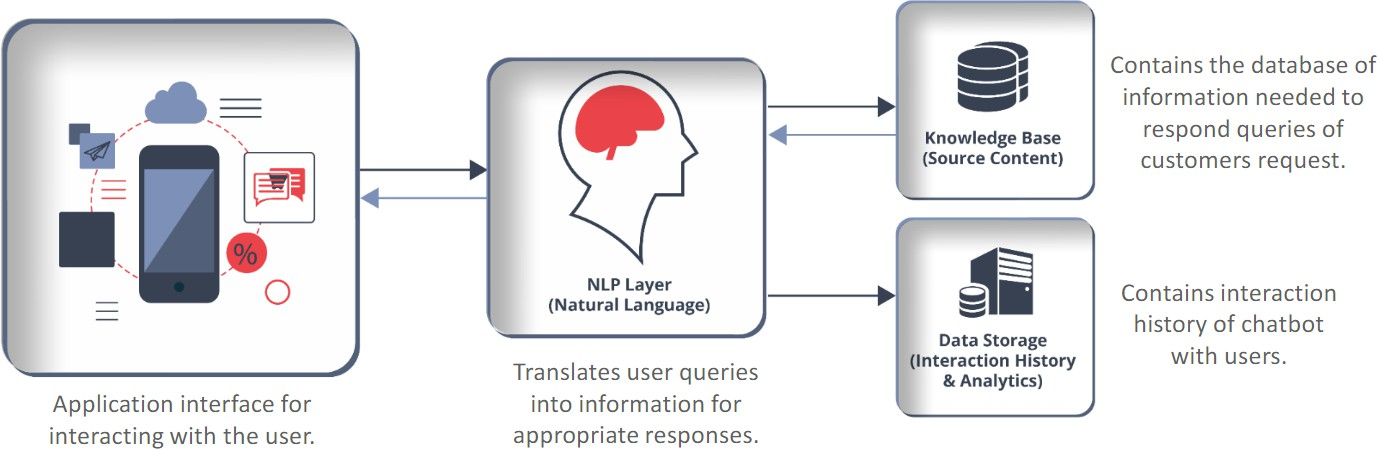 %
Application interface for
interacting with the user.
NLP Layer
(Natural Language)
Translates user queries
into information for
appropriate responses.
Knowledge Base
(Source Content)
Contains the database of
information needed to
respond queries of
customers request.
Data Storage
(Interaction History
& Analytics)
Contains interaction
history of chatbot
with users.